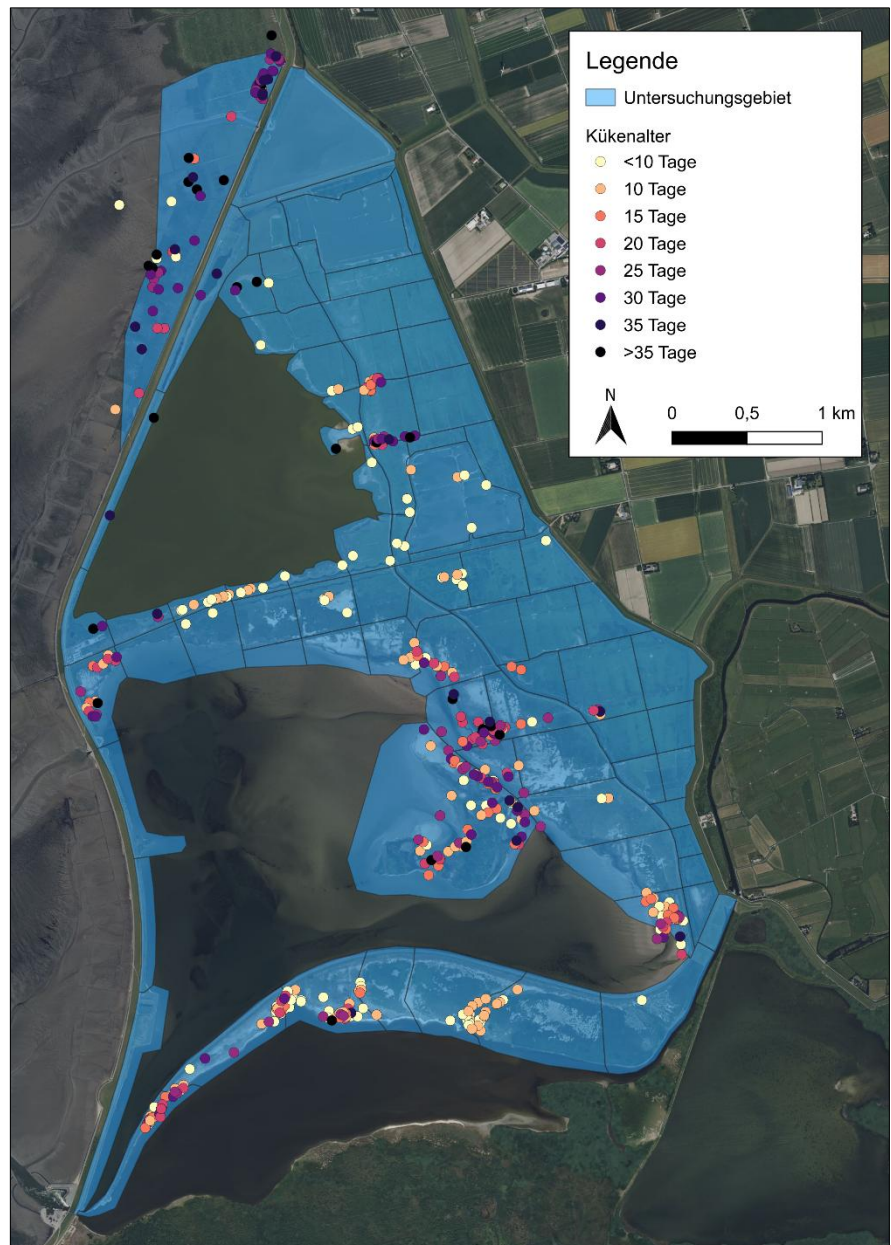 Legende
Untersuchungsgebiet
Kükenalter
<10 Tage
10 Tage
15 Tage
20 Tage
25 Tage
30 Tage
35 Tage
>35 Tage
N
0 0,5 1 km